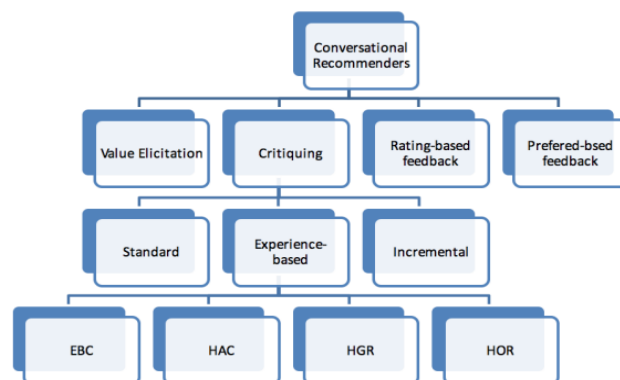 Conversational
Recommenders
Value Elicitation
Critiquing
Rating-based
feedback
Prefered-bsed
feedback
Standard
Experience-
based
Incremental
EBC
HAC
HGR
HOR